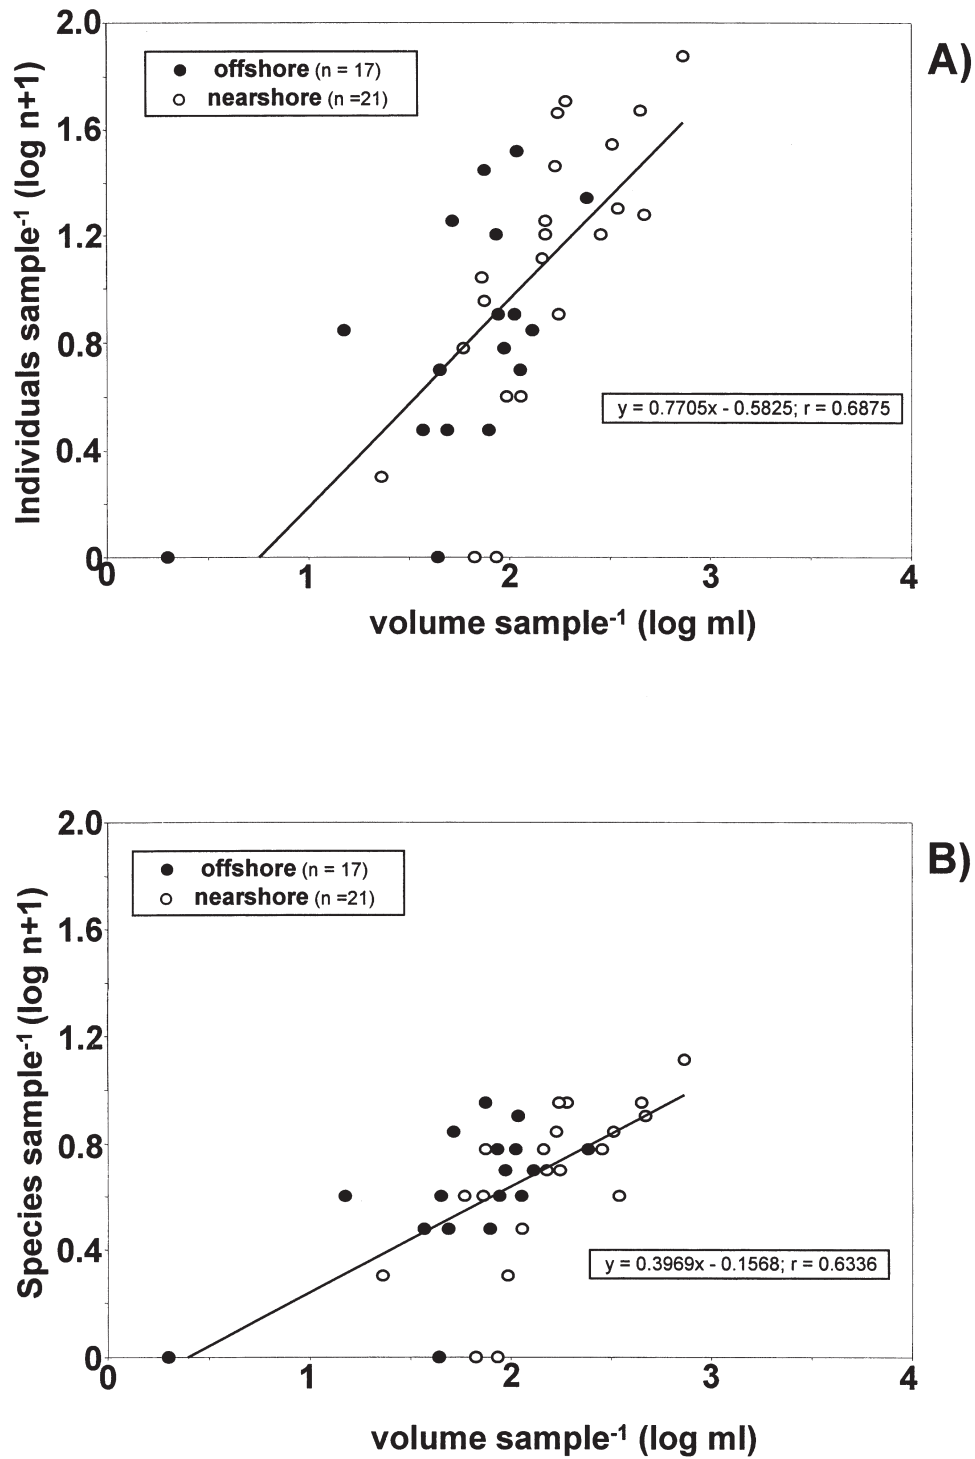 A)
2.0
1.6
1.2
0.8
0.4
0
Individuals sample⁻¹ (log n+1)
offshore (n = 17)
nearshore (n =21)
y = 0.7705x - 0.5825; r = 0.6875
0 1 2 3 4
volume sample⁻¹ (log ml)
B)
2.0
1.6
1.2
0.8
0.4
0
Species sample⁻¹ (log n+1)
offshore (n = 17)
nearshore (n =21)
y = 0.3969x - 0.1568; r = 0.6336
0 1 2 3 4
volume sample⁻¹ (log ml)